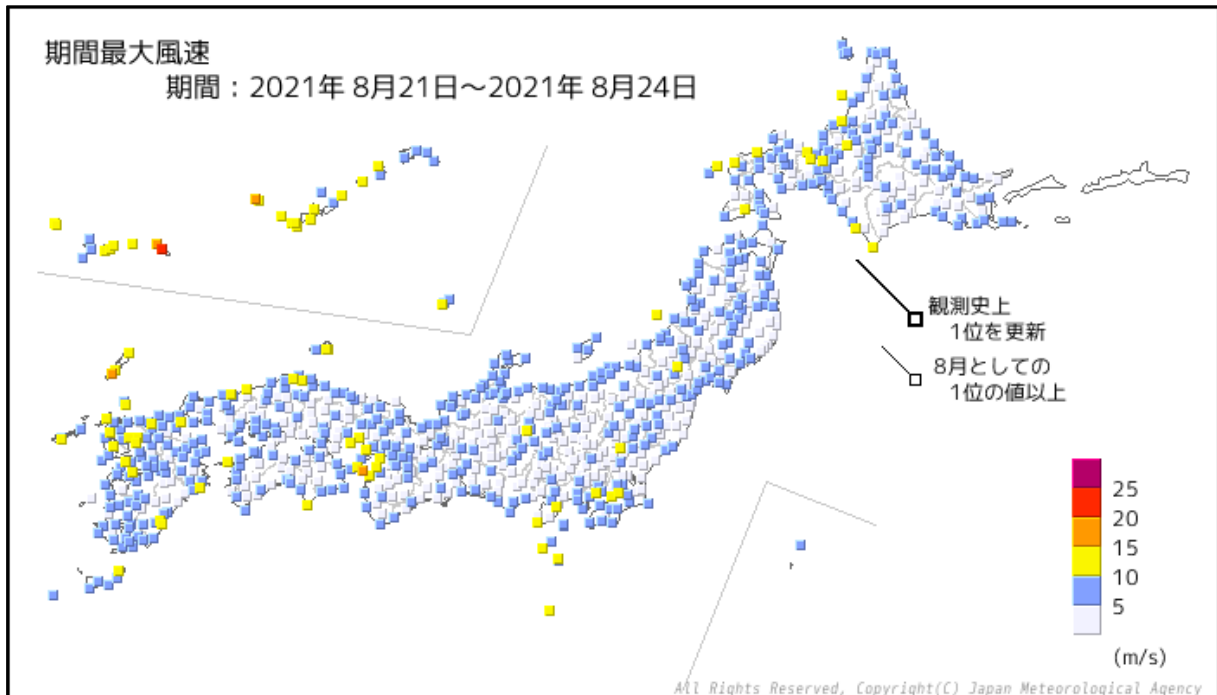 期間最大風速
期間：2021年 8月21日～2021年 8月24日
観測史上
1位を更新
8月としての
1位の値以上
25
20
15
10
5
(m/s)
All Rights Reserved, Copyright(C) Japan Meteorological Agency